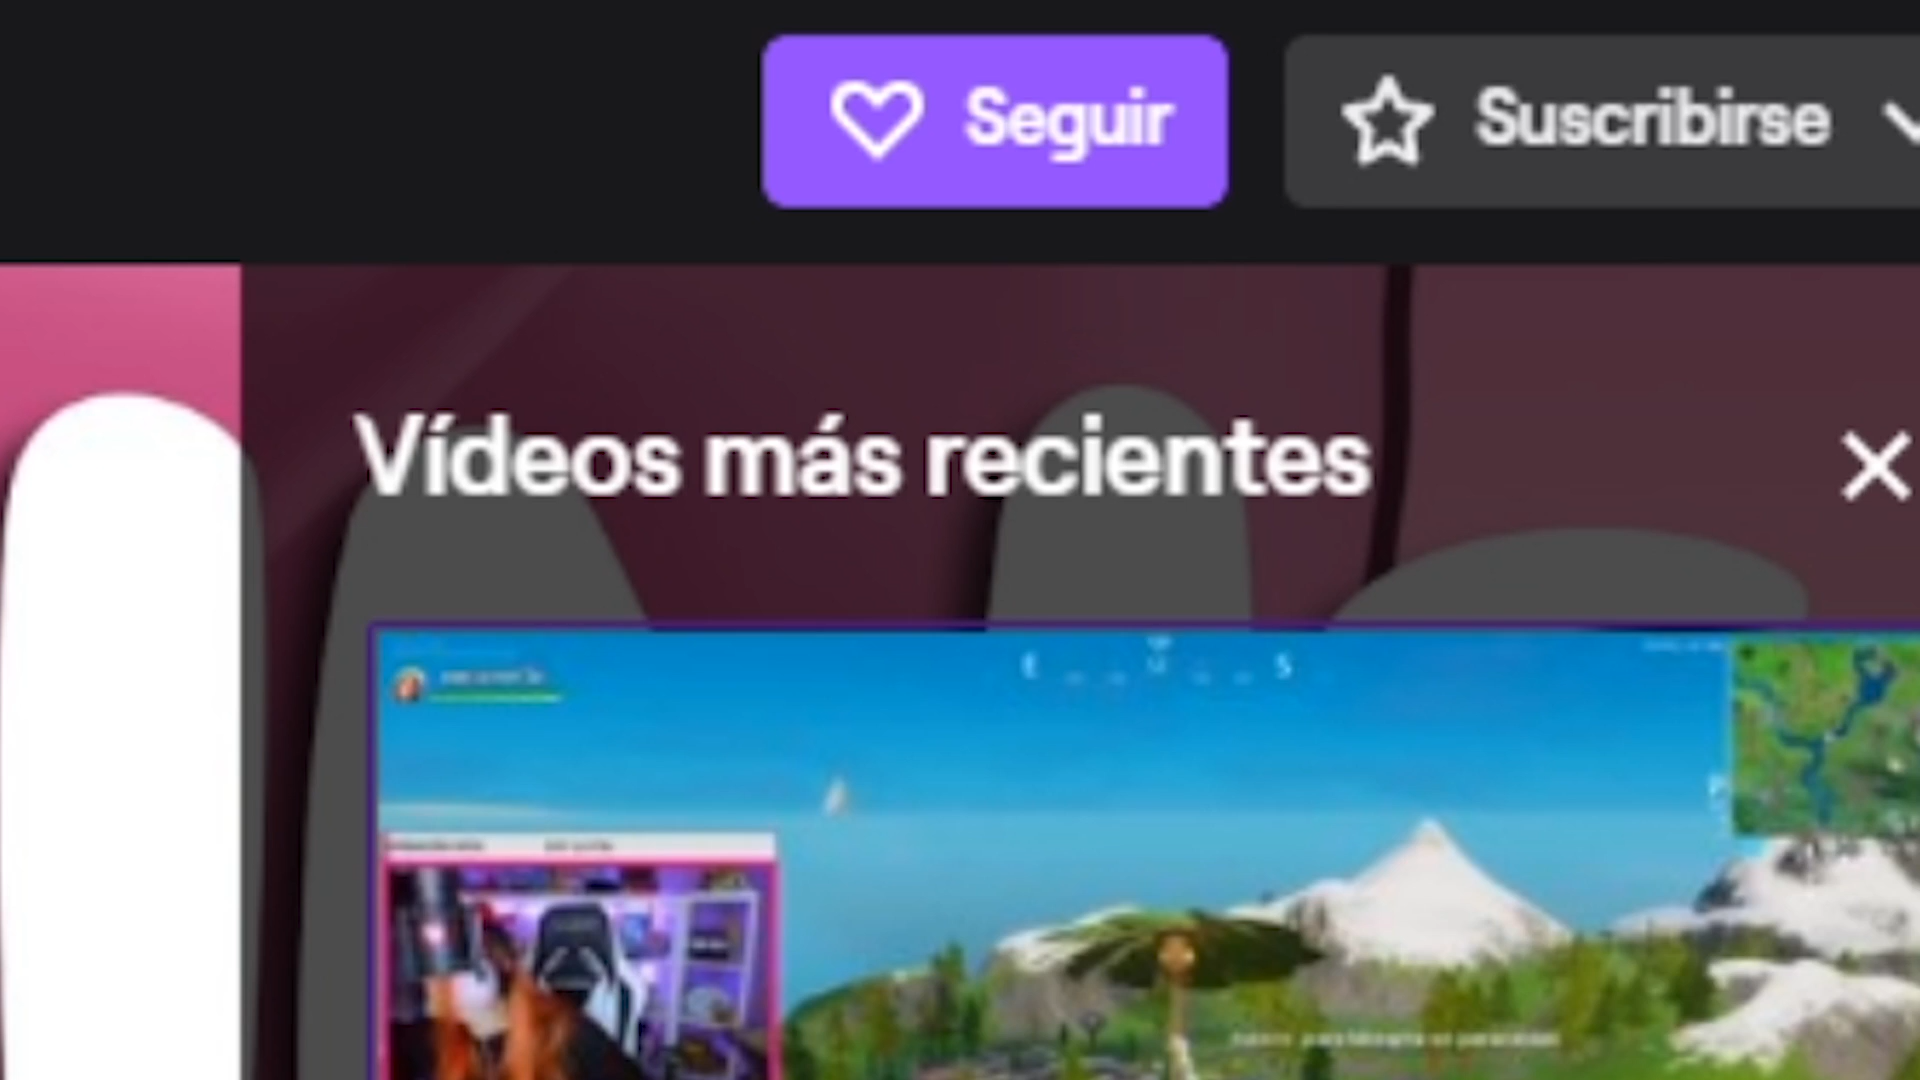 Seguir
Suscribirse
Vídeos más recientes
E
S